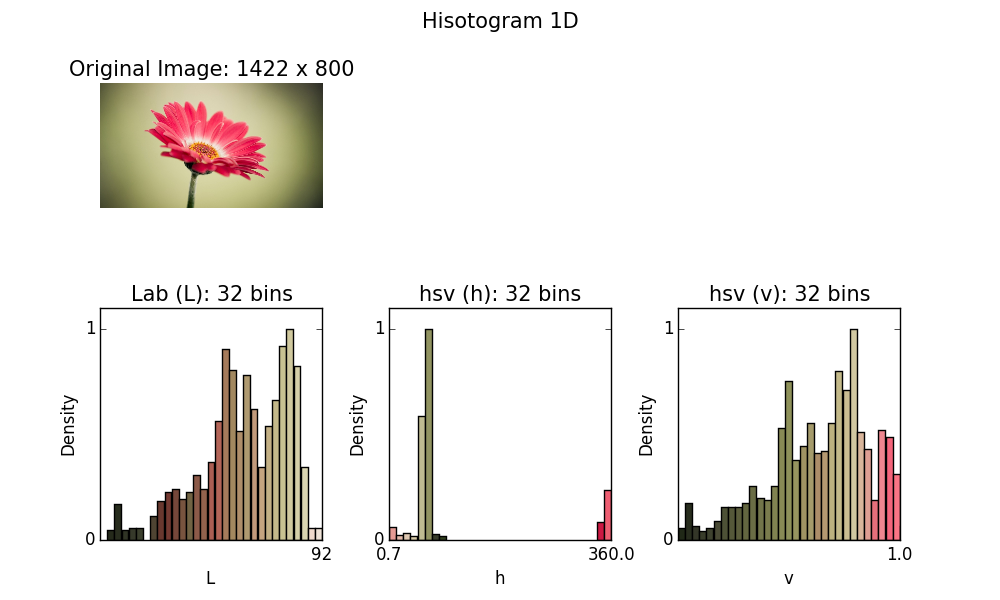 Hisotogram 1D
Original Image: 1422 x 800
Lab (L): 32 bins
hsv (h): 32 bins
hsv (v): 32 bins
1
1
1
Density
Density
Density
0
0
0
92
0.7
360.0
1.0
L
h
v